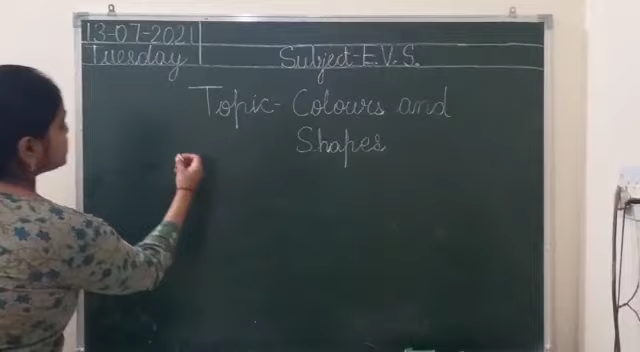 13-07-2021
Tuesday
Subject-E.V.S.
Topic- Colours and
Shapes